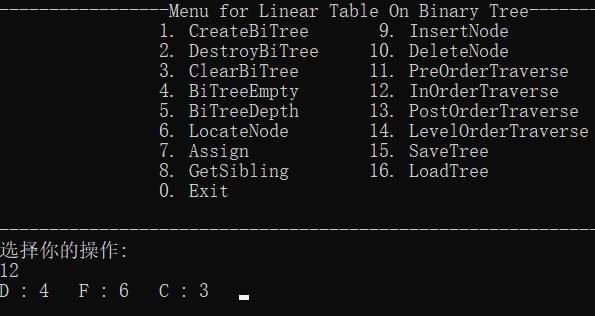 -----------------Menu for Linear Table On Binary Tree-------
1. CreateBiTree 9. InsertNode
2. DestroyBiTree 10. DeleteNode
3. ClearBiTree 11. PreOrderTraverse
4. BiTreeEmpty 12. InOrderTraverse
5. BiTreeDepth 13. PostOrderTraverse
6. LocateNode 14. LevelOrderTraverse
7. Assign 15. SaveTree
8. GetSibling 16. LoadTree
0. Exit
------------------------------------------------------------
选择你的操作:
12
D : 4 F : 6 C : 3